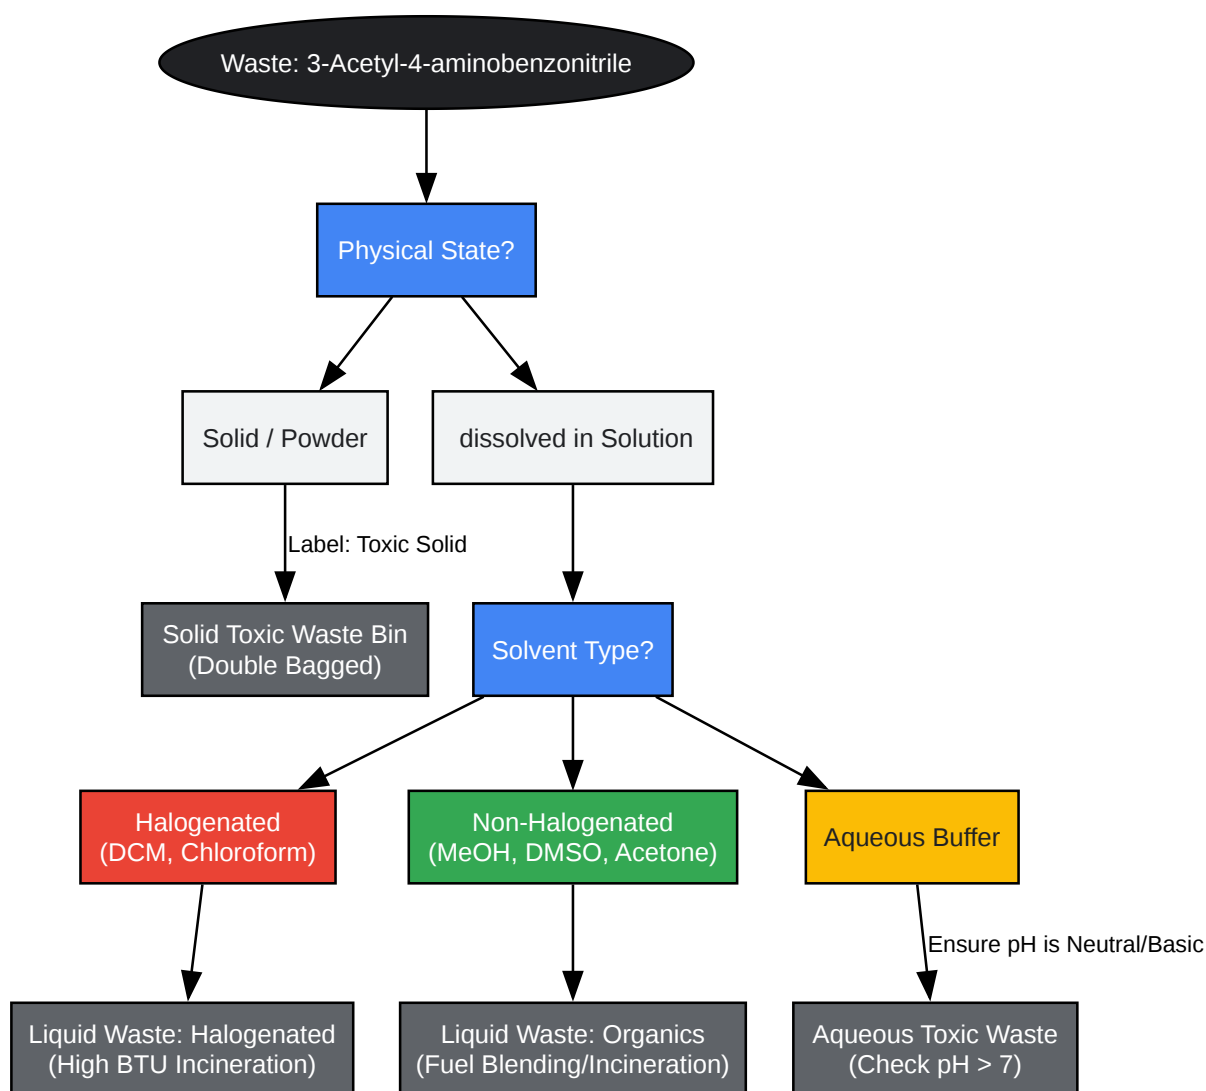 Waste: 3-Acetyl-4-aminobenzonitrile
Physical State?
Solid / Powder
dissolved in Solution
Label: Toxic Solid
Solid Toxic Waste Bin
(Double Bagged)
Solvent Type?
Halogenated
(DCM, Chloroform)
Non-Halogenated
(MeOH, DMSO, Acetone)
Aqueous Buffer
Ensure pH is Neutral/Basic
Liquid Waste: Halogenated
(High BTU Incineration)
Liquid Waste: Organics
(Fuel Blending/Incineration)
Aqueous Toxic Waste
(Check pH > 7)